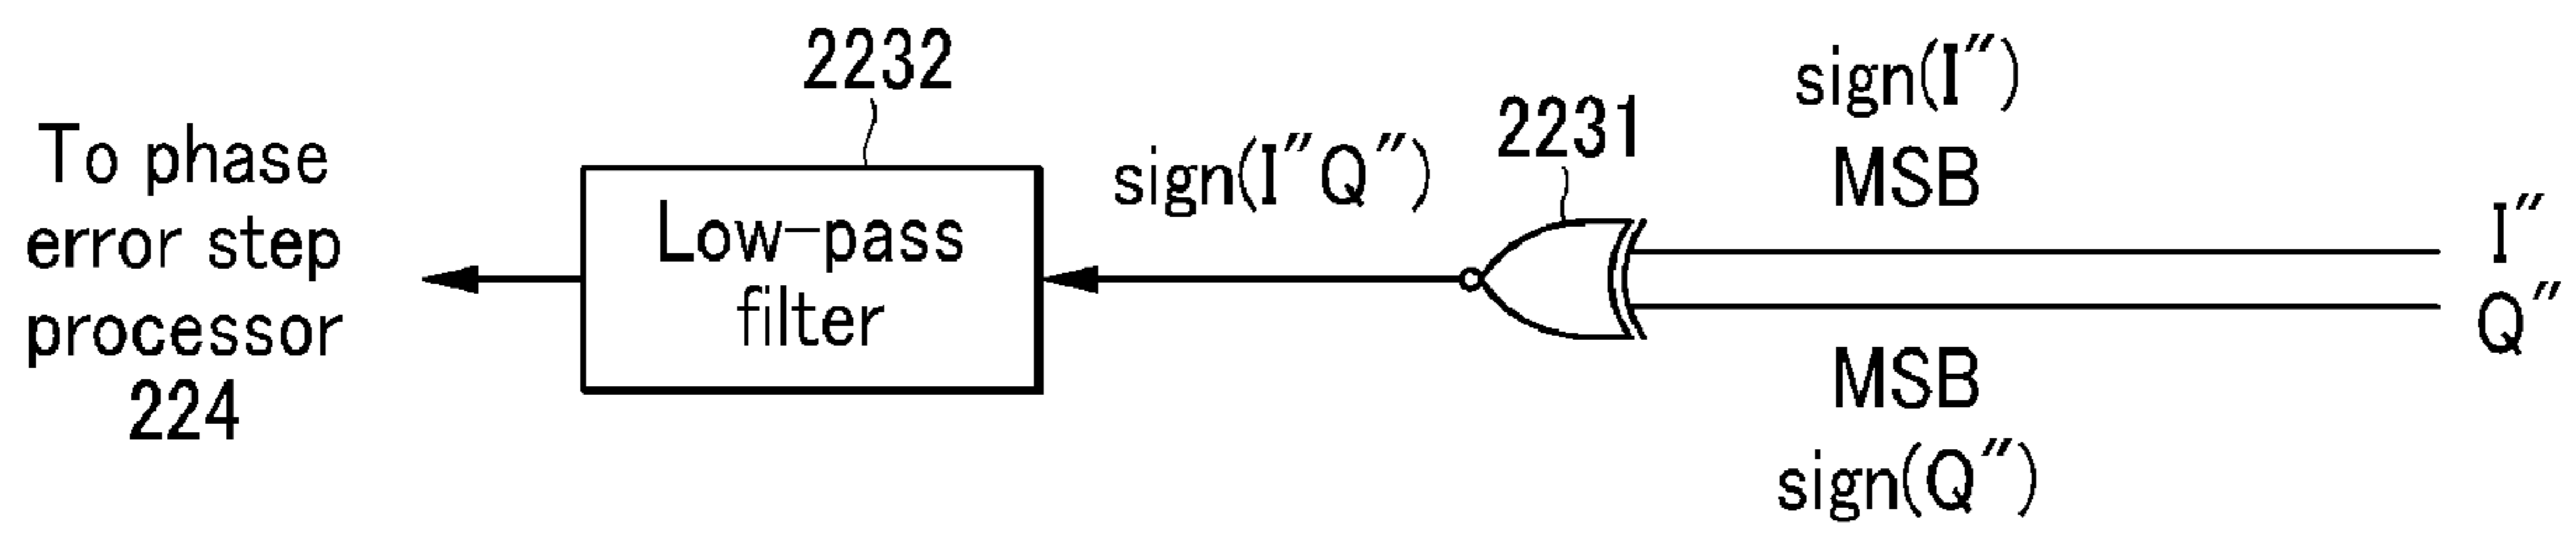 2232
sign(I″)
2231
MSB
To phase
error step
processor
224
Low-pass
filter
sign(I″Q″)
I″
Q″
MSB
sign(Q″)